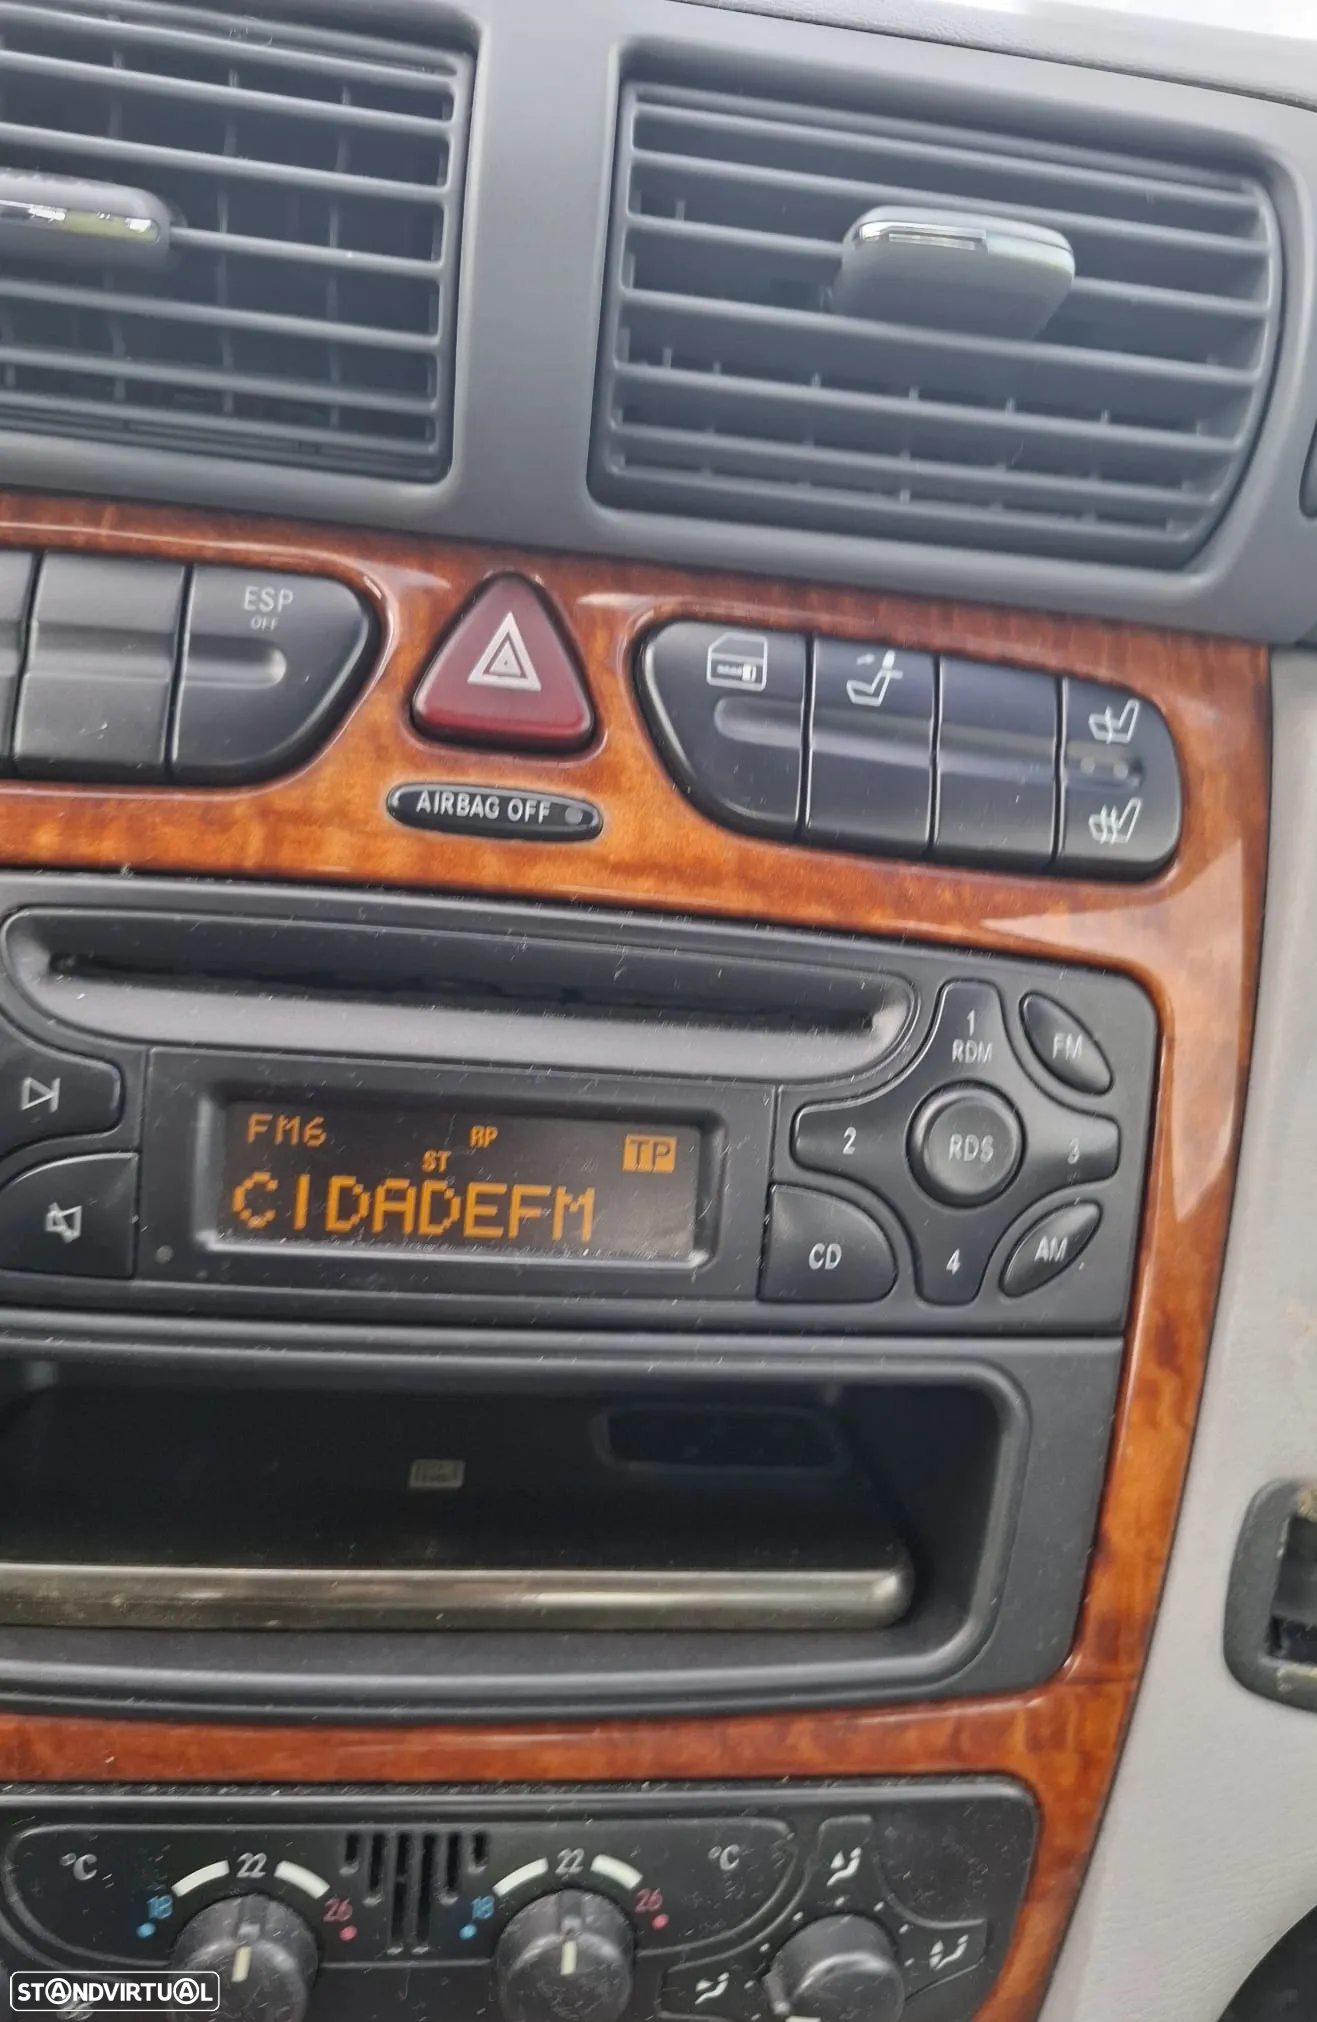 ESP
OFF
AIRBAG OFF
1
RDM
FM
FM6
RP
TP
ST
CIDADEFM
2
RDS
3
CD
4
AM
°C
22
22
°C
18
26
18
26
STANDVIRTUAL